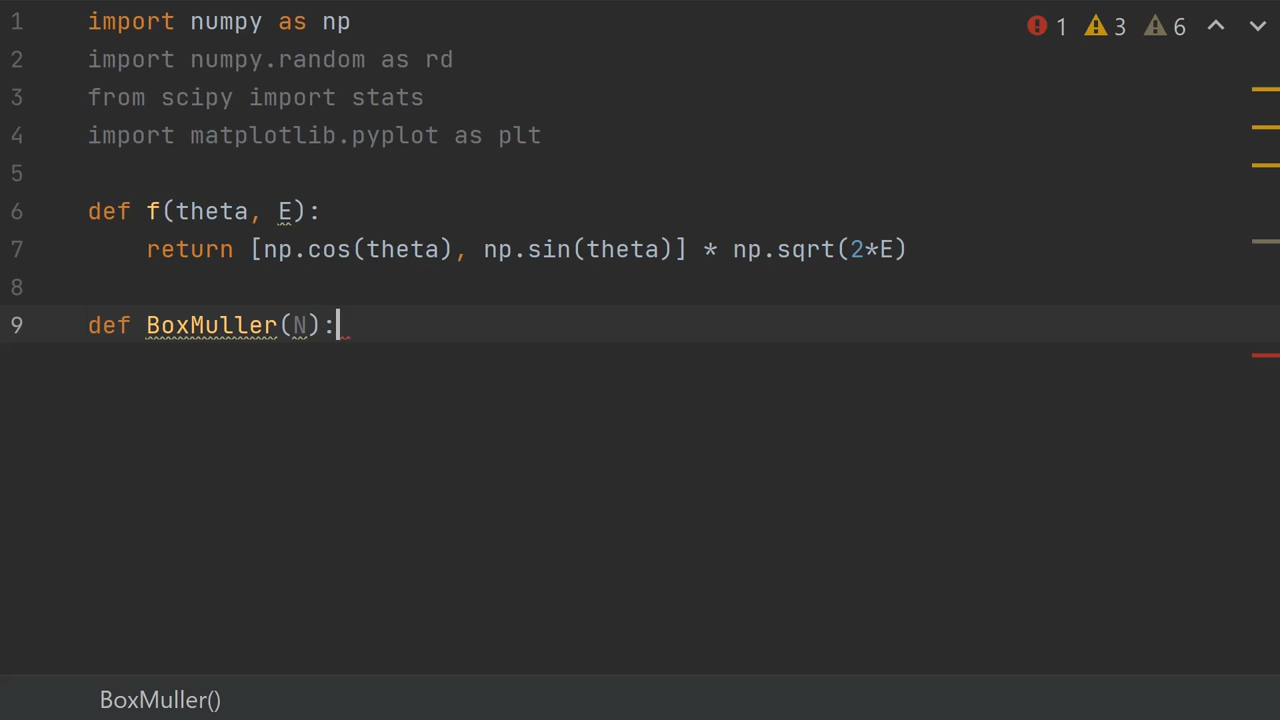 1 import numpy as np
2 import numpy.random as rd
3 from scipy import stats
4 import matplotlib.pyplot as plt
5
6 def f(theta, E):
7     return [np.cos(theta), np.sin(theta)] * np.sqrt(2*E)
8
9 def BoxMuller(N):
1 3 6
BoxMuller()